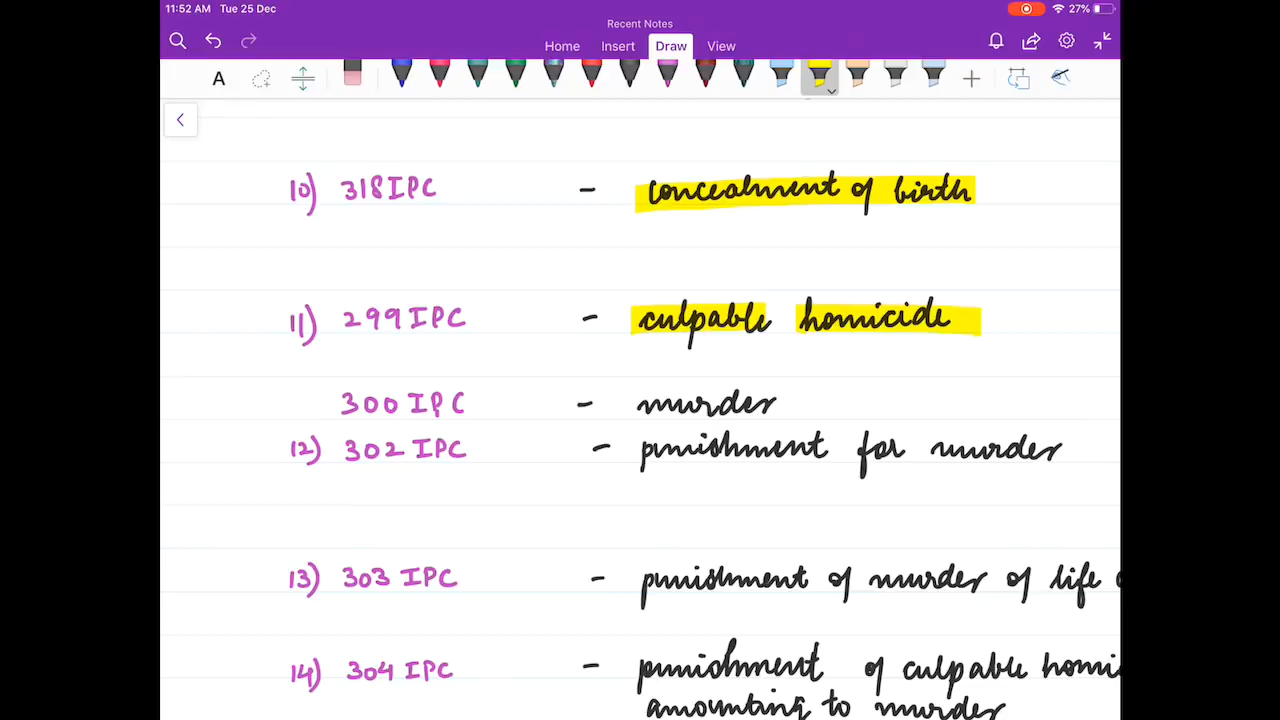 11:52 AM Tue 25 Dec
27%
Recent Notes
Home Insert Draw View
A
10) 318 IPC - concealment of birth
11) 299 IPC - culpable homicide
300 IPC - murder
12) 302 IPC - punishment for murder
13) 303 IPC - punishment of murder of life
14) 304 IPC - punishment of culpable homi
amounting to murder